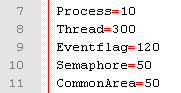 7 Process=10
8 Thread=300
9 Eventflag=120
10 Semaphore=50
11 CommonArea=50